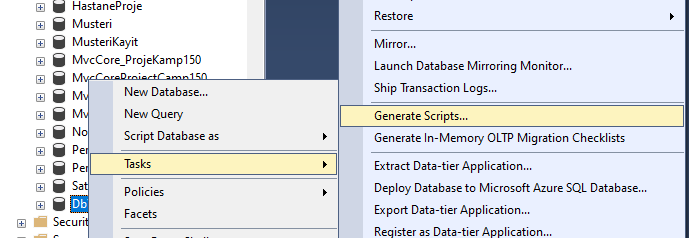 HastaneProje
Musteri
MusteriKayit
MvcCore_ProjeKamp150
MvcCoreProjectCamp150
Mv
Mv
No
Per
Per
Sat
Db
Securit
New Database...
New Query
Script Database as
Tasks
Policies
Facets
Restore
Mirror...
Launch Database Mirroring Monitor...
Ship Transaction Logs...
Generate Scripts...
Generate In-Memory OLTP Migration Checklists
Extract Data-tier Application...
Deploy Database to Microsoft Azure SQL Database...
Export Data-tier Application...
Register as Data-tier Application...